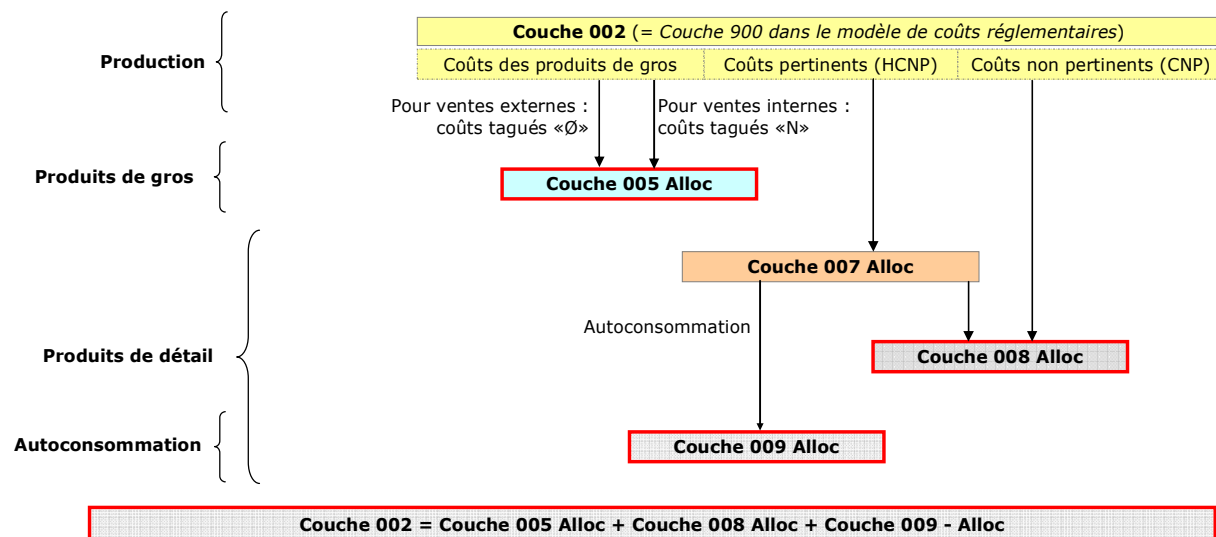 Couche 002 (= Couche 900 dans le modèle de coûts réglementaires)
Production
Coûts des produits de gros
Coûts pertinents (HCNP)
Coûts non pertinents (CNP)
Pour ventes externes :
coûts tagués «Ø»
Pour ventes internes :
coûts tagués «N»
Produits de gros
Couche 005 Alloc
Couche 007 Alloc
Autoconsommation
Produits de détail
Couche 008 Alloc
Autoconsommation
Couche 009 Alloc
Couche 002 = Couche 005 Alloc + Couche 008 Alloc + Couche 009 - Alloc